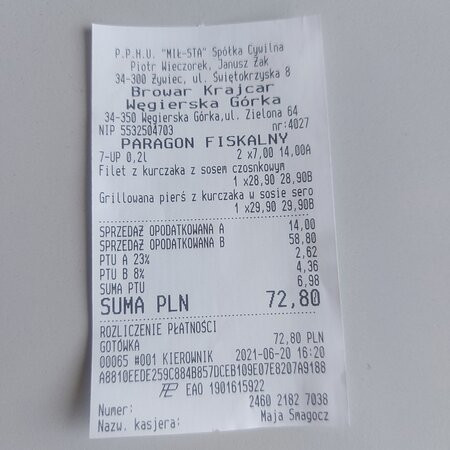 P.P.H.U. "MIŁ-STA" Spółka Cywilna
Piotr Wieczorek, Janusz Żak
34-300 Żywiec, ul. Świętokrzyska 8
Browar Krajcar
Węgierska Górka
34-350 Węgierska Górka,ul. Zielona 64
NIP 5532504703 nr:4027
PARAGON FISKALNY
7-UP 0,2l 2 x7,00 14,00A
Filet z kurczaka z sosem czosnkowym
1 x28,90 28,90B
Grillowana pierś z kurczaka w sosie sero
1 x29,90 29,90B
SPRZEDAŻ OPODATKOWANA A 14,00
SPRZEDAŻ OPODATKOWANA B 58,80
PTU A 23% 2,62
PTU B 8% 4,36
SUMA PTU 6,98
SUMA PLN 72,80
ROZLICZENIE PŁATNOŚCI
GOTÓWKA 72,80 PLN
00065 #001 KIEROWNIK 2021-06-20 16:20
A8810EEDE259C884B857DCEB109E07E8207A9188
EAO 1901615922
Numer: 2460 2182 7038
Nazw. kasjera: Maja Smagocz